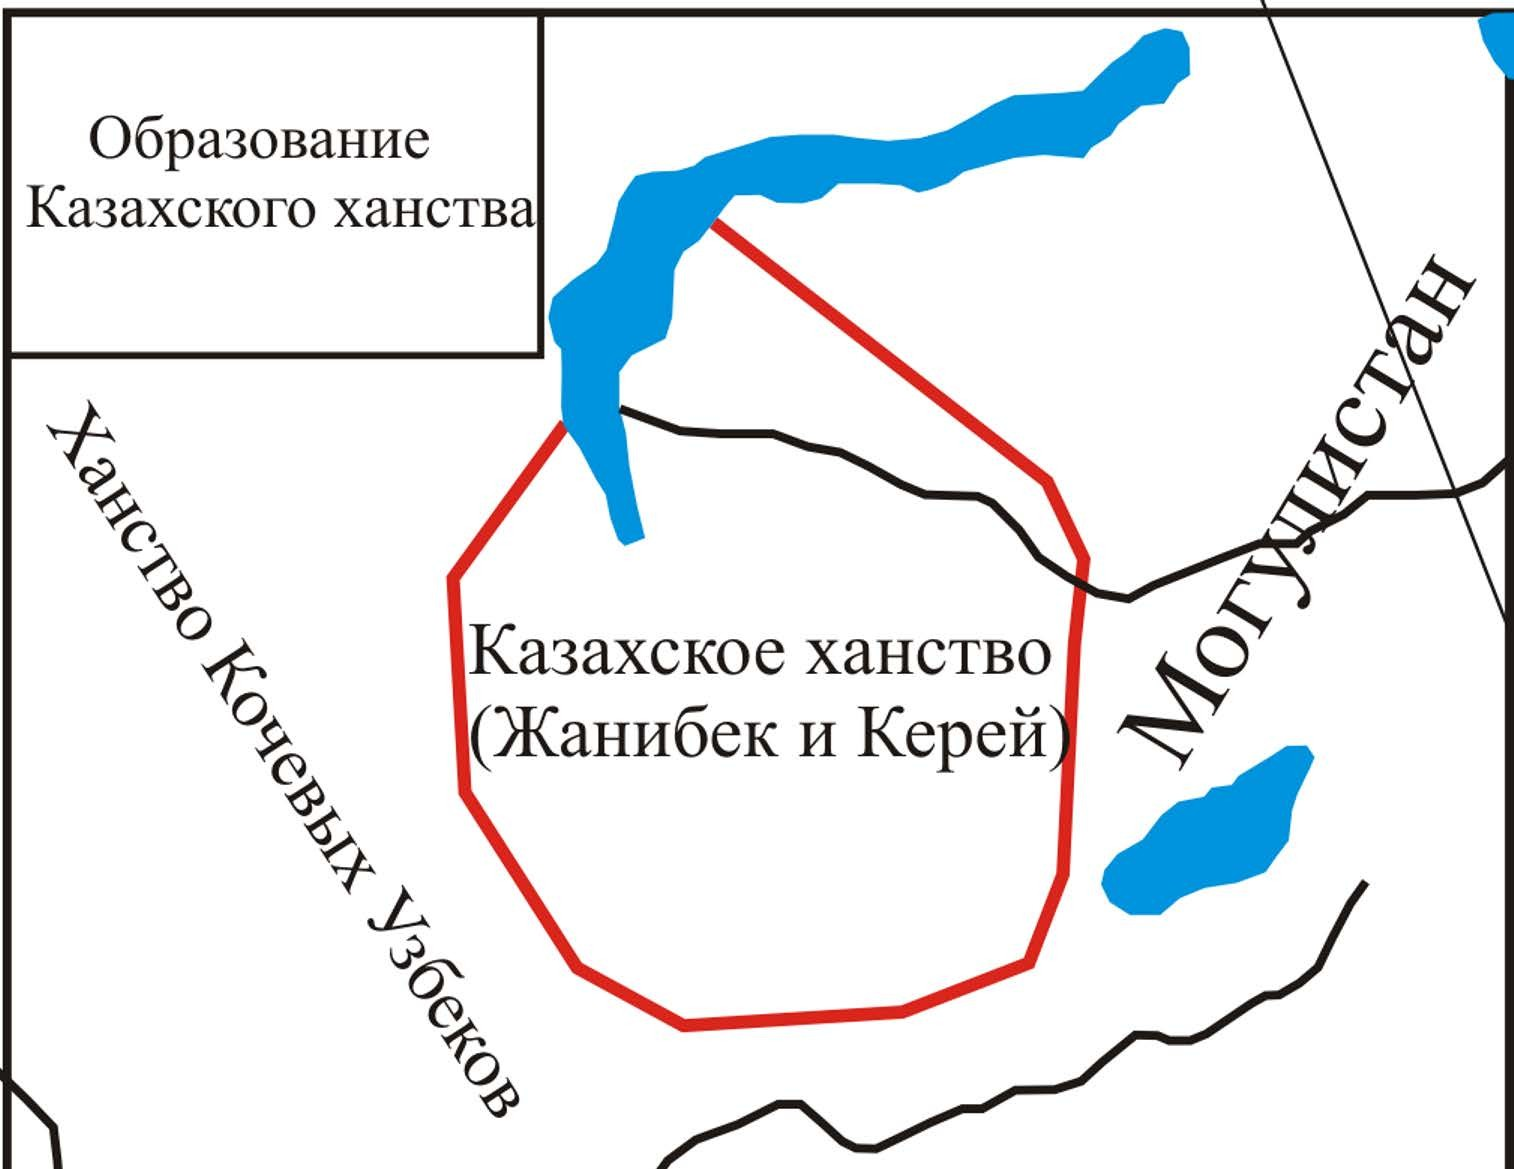 Образование
Казахского ханства
Ханство Кочевых Узбеков
Казахское ханство
(Жанибек и Керей)
Могулистан